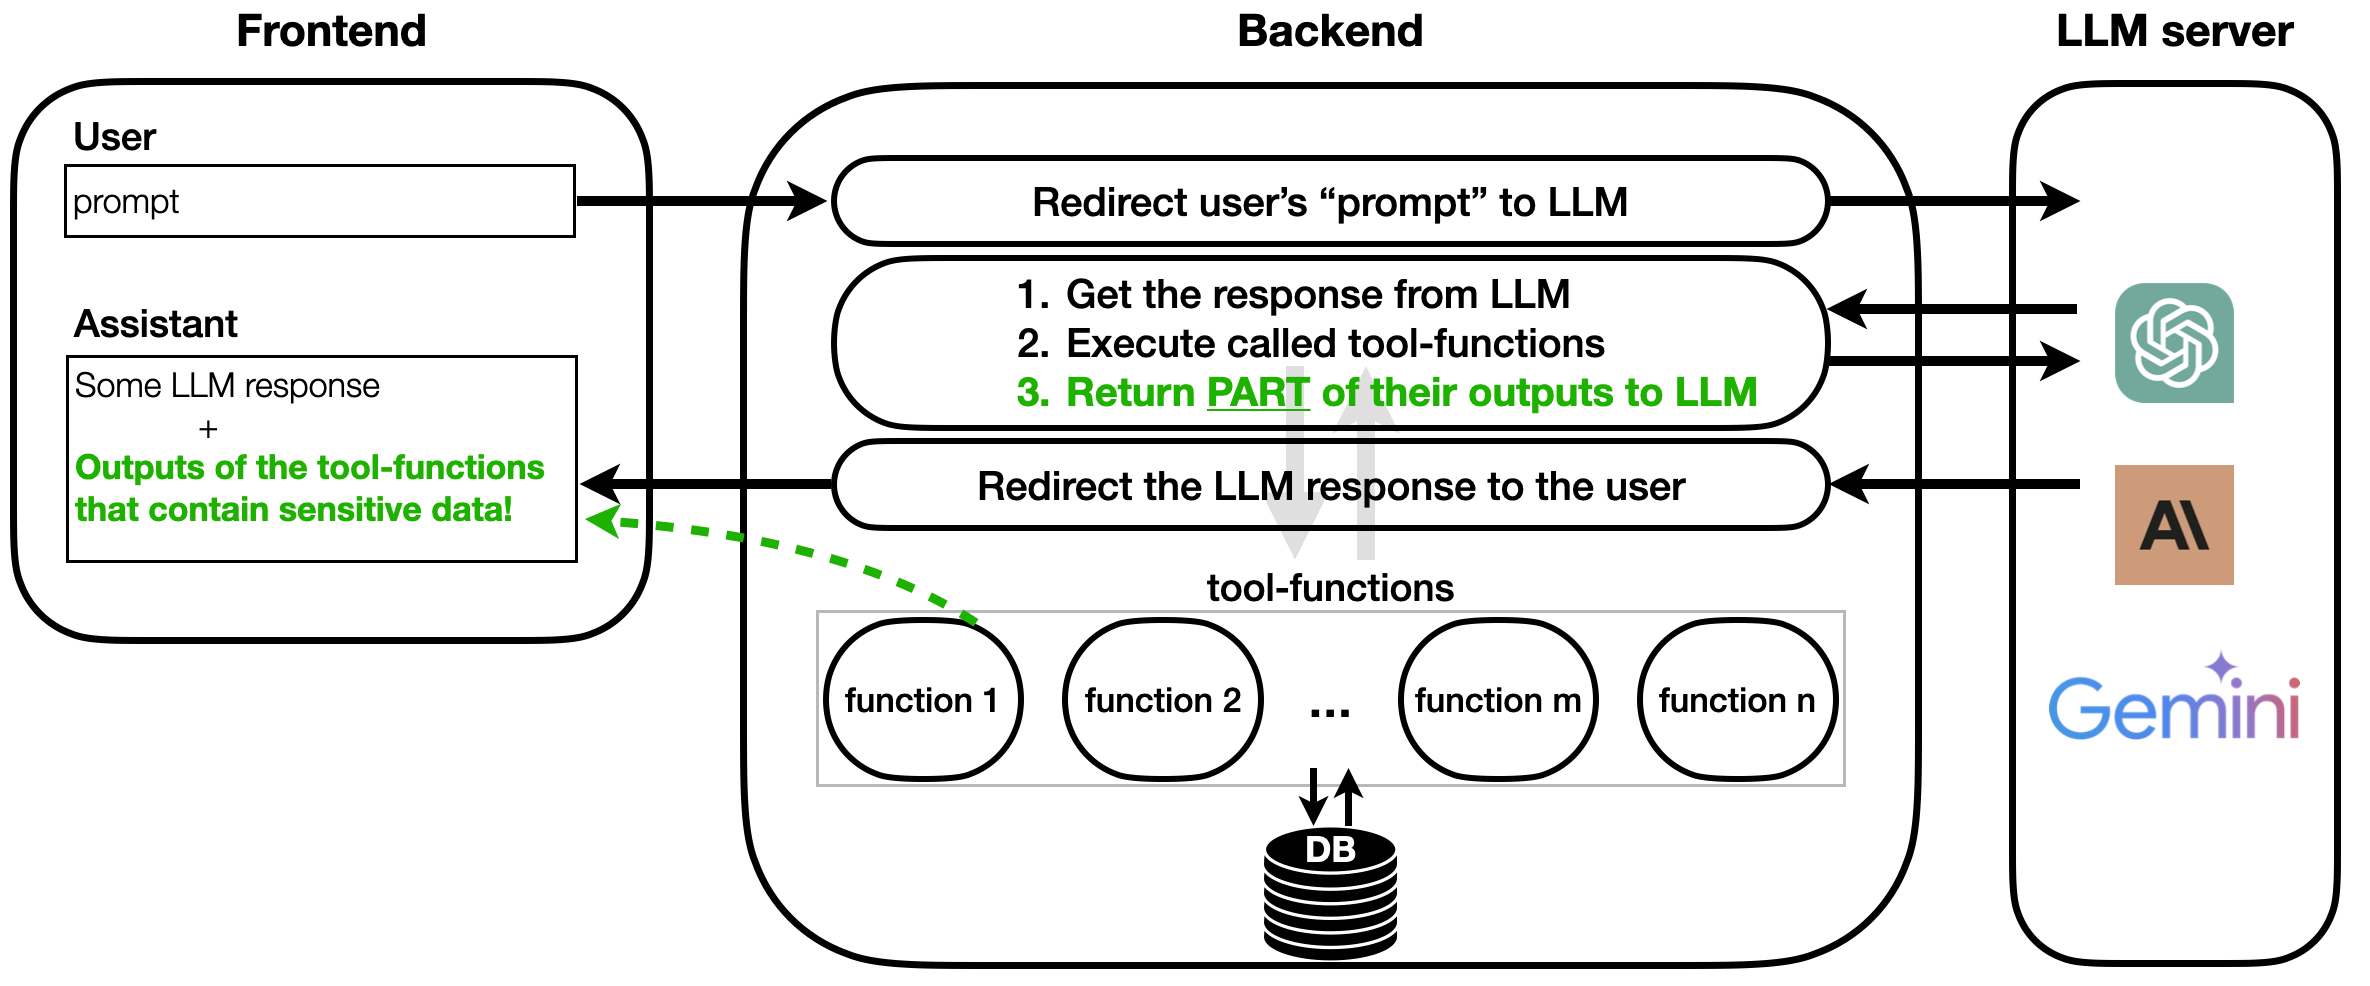 Frontend
Backend
LLM server
User
prompt
Assistant
Some LLM response
+
Outputs of the tool-functions
that contain sensitive data!
Redirect user’s “prompt” to LLM
1. Get the response from LLM
2. Execute called tool-functions
3. Return PART of their outputs to LLM
Redirect the LLM response to the user
tool-functions
function 1
function 2
...
function m
function n
DB
A\
Gemini